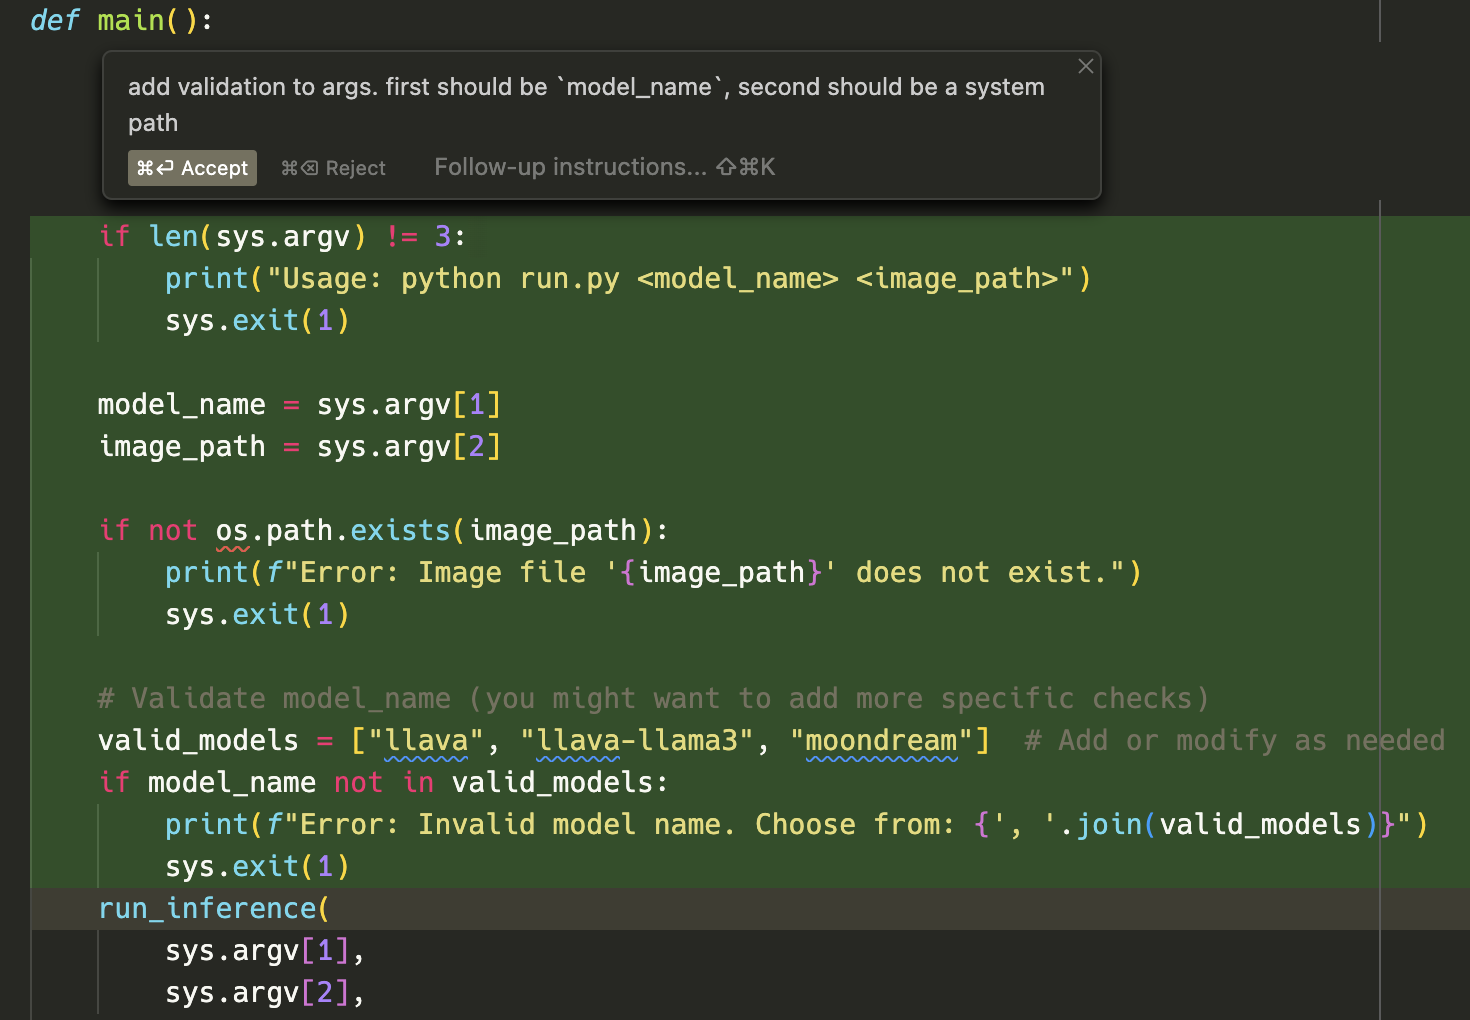 def main():
add validation to args. first should be `model_name`, second should be a system
path
⌘⏎ Accept ⌘⌫ Reject Follow-up instructions... ⇧⌘K
if len(sys.argv) != 3:
print("Usage: python run.py <model_name> <image_path>")
sys.exit(1)
model_name = sys.argv[1]
image_path = sys.argv[2]
if not os.path.exists(image_path):
print(f"Error: Image file '{image_path}' does not exist.")
sys.exit(1)
# Validate model_name (you might want to add more specific checks)
valid_models = ["llava", "llava-llama3", "moondream"]  # Add or modify as needed
if model_name not in valid_models:
print(f"Error: Invalid model name. Choose from: {', '.join(valid_models)}")
sys.exit(1)
run_inference(
sys.argv[1],
sys.argv[2],